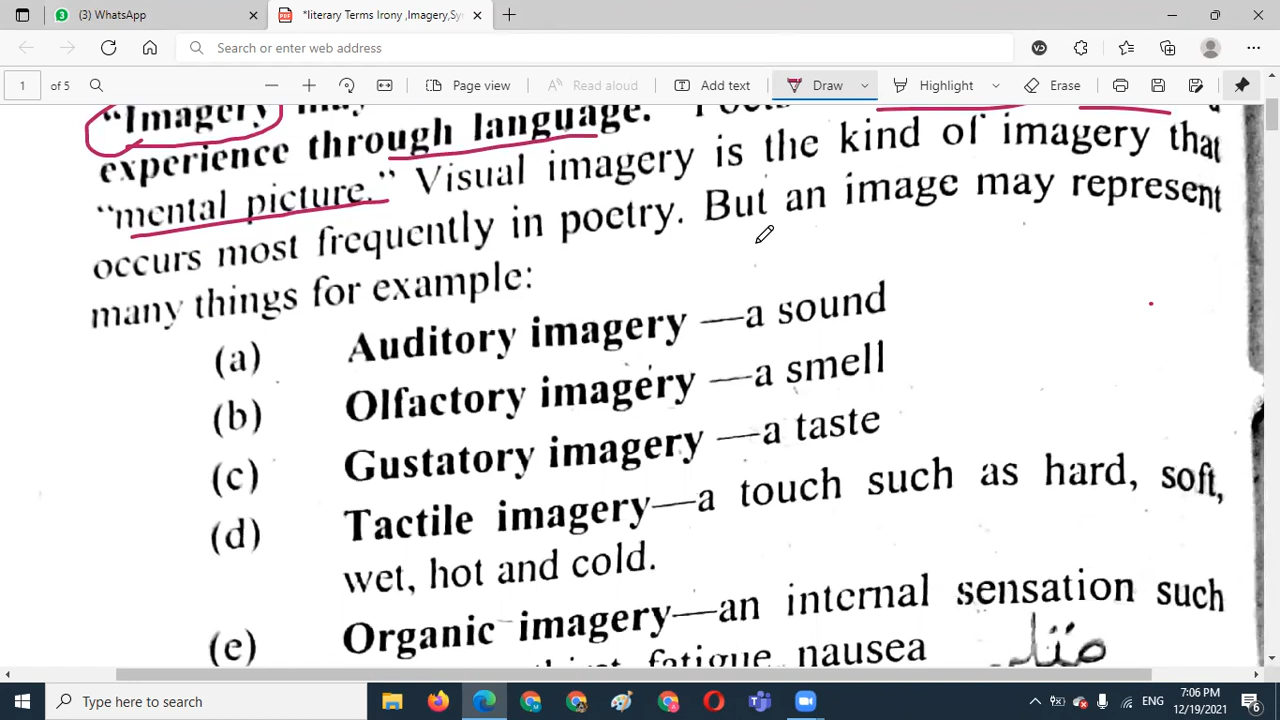 (3) WhatsApp
*literary Terms Irony ,Imagery,Sy
Search or enter web address
1 of 5
Page view
Read aloud
Add text
Draw
Highlight
Erase
"Imagery may
experience through language. Poets
"mental picture." Visual imagery is the kind of imagery that
occurs most frequently in poetry. But an image may represent
many things for example:
(a) Auditory imagery —a sound
(b) Olfactory imagery —a smell
(c) Gustatory imagery —a taste
(d) Tactile imagery—a touch such as hard, soft,
wet, hot and cold.
(e) Organic imagery—an internal sensation such
fatigue nausea
Type here to search
ENG
7:06 PM
12/19/2021
6